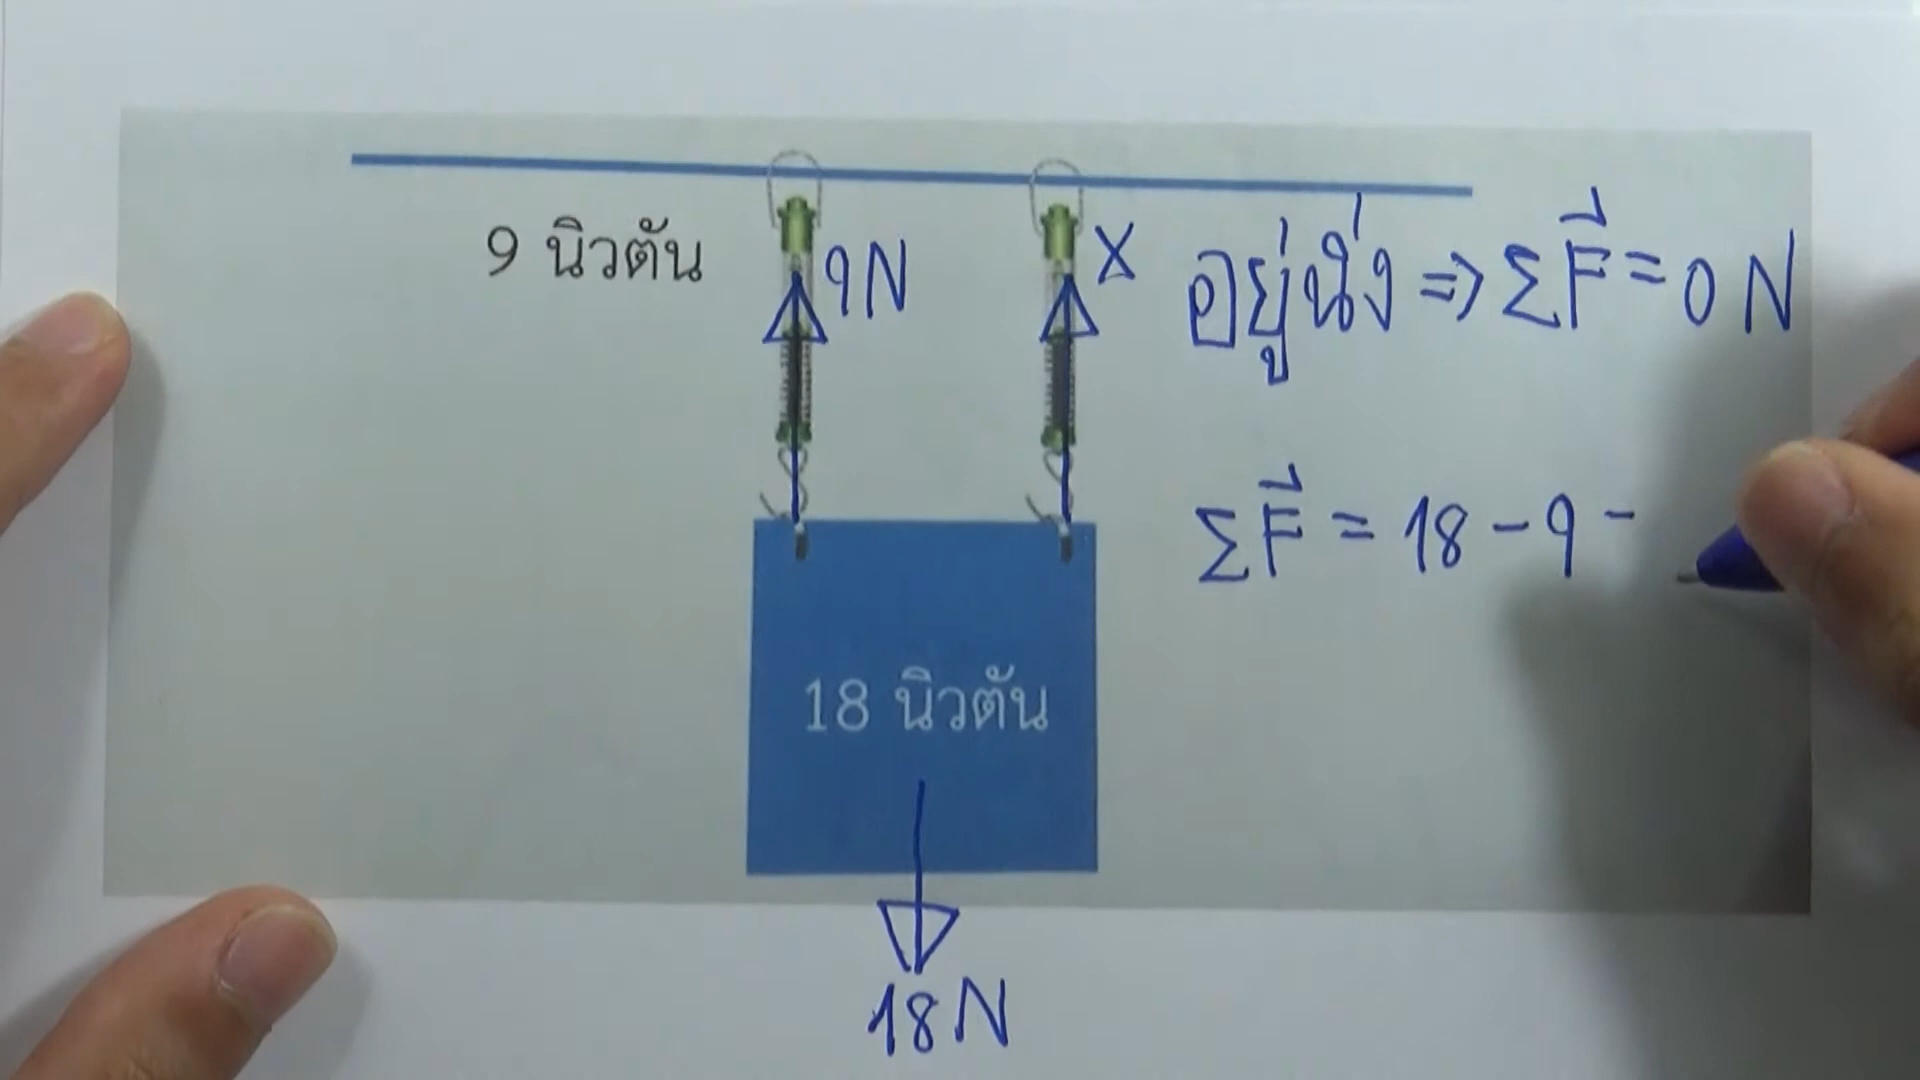 9 นิวตัน
9N
X
อยู่นิ่ง => ΣF⃗ = 0 N
ΣF⃗ = 18 - 9 -
18 นิวตัน
18N